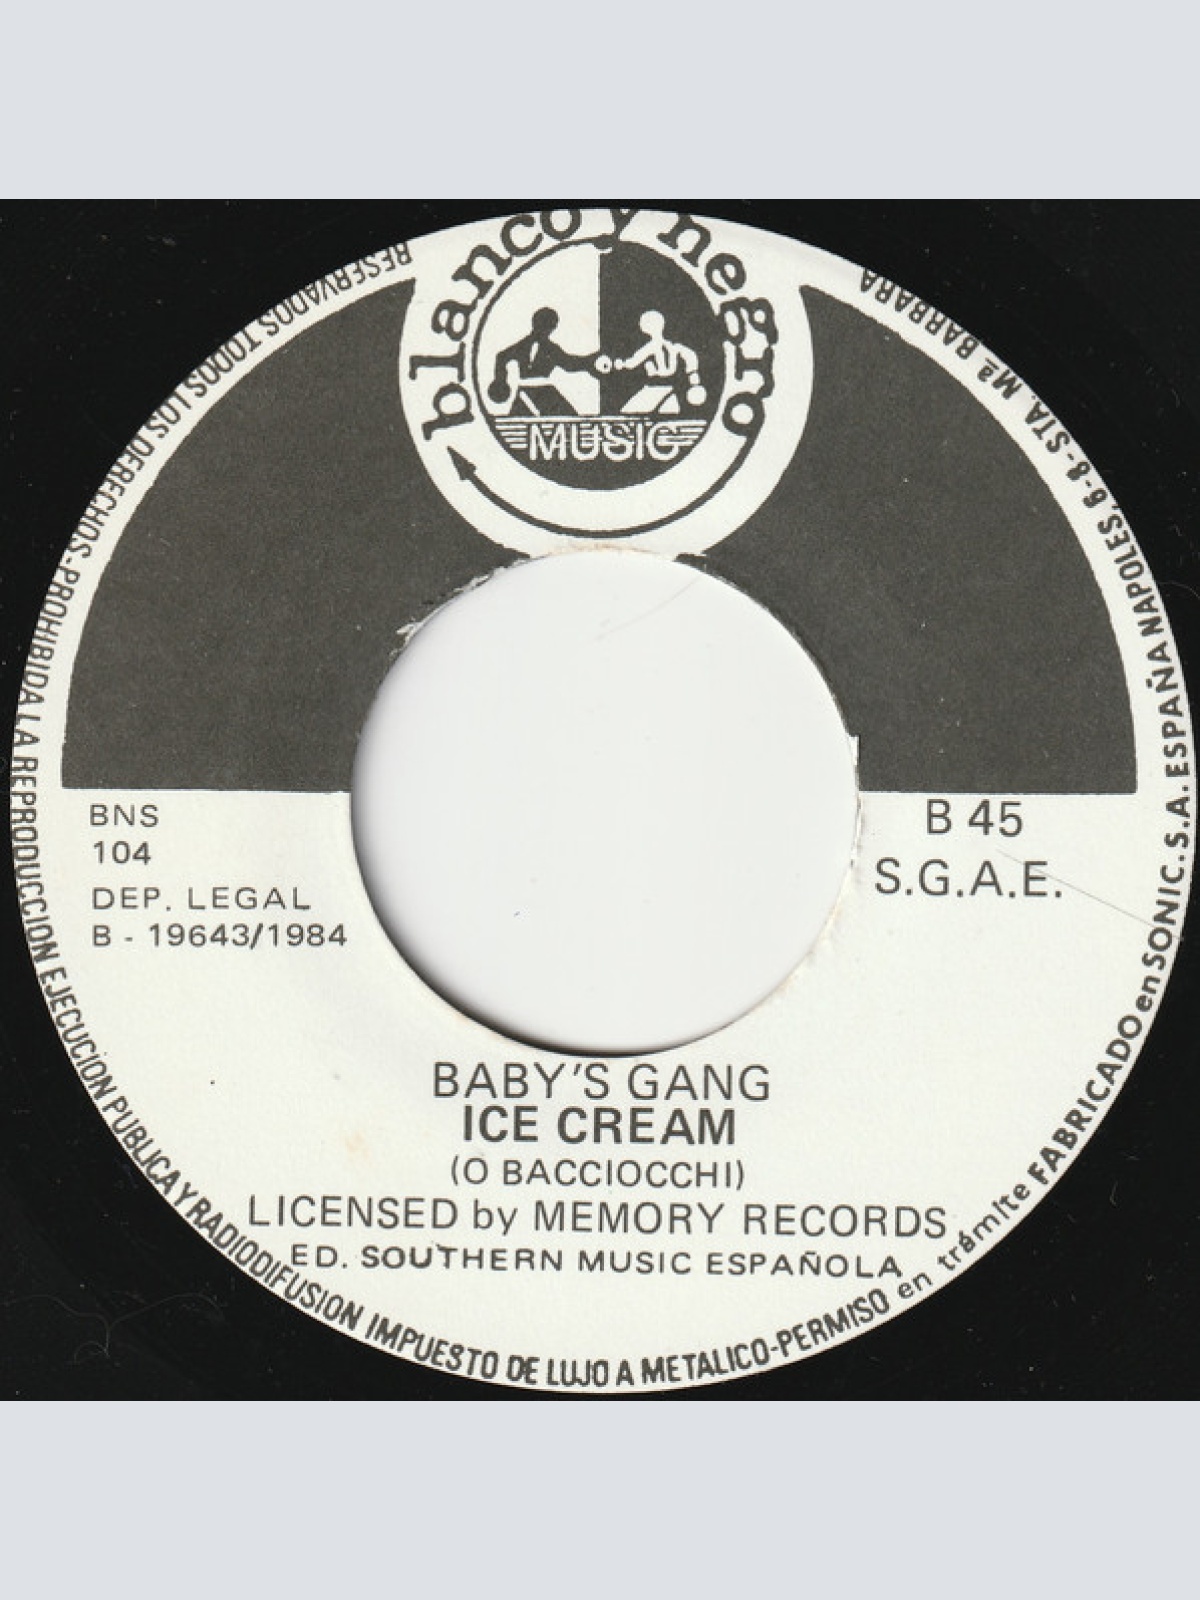 blanco y negro
MUSIC
BNS
104
DEP. LEGAL
B - 19643/1984
B 45
S.G.A.E.
BABY'S GANG
ICE CREAM
(O BACCIOCCHI)
LICENSED by MEMORY RECORDS
ED. SOUTHERN MUSIC ESPAÑOLA
RESERVADOS TODOS LOS DERECHOS-PROHIBIDA LA REPRODUCCION EJECUCION PUBLICA Y RADIODIFUSION IMPUESTO DE LUJO A METALICO-PERMISO en trámite FABRICADO en SONIC.S.A. ESPAÑA NAPOLES, 6-8-STA. Mª BARBARA